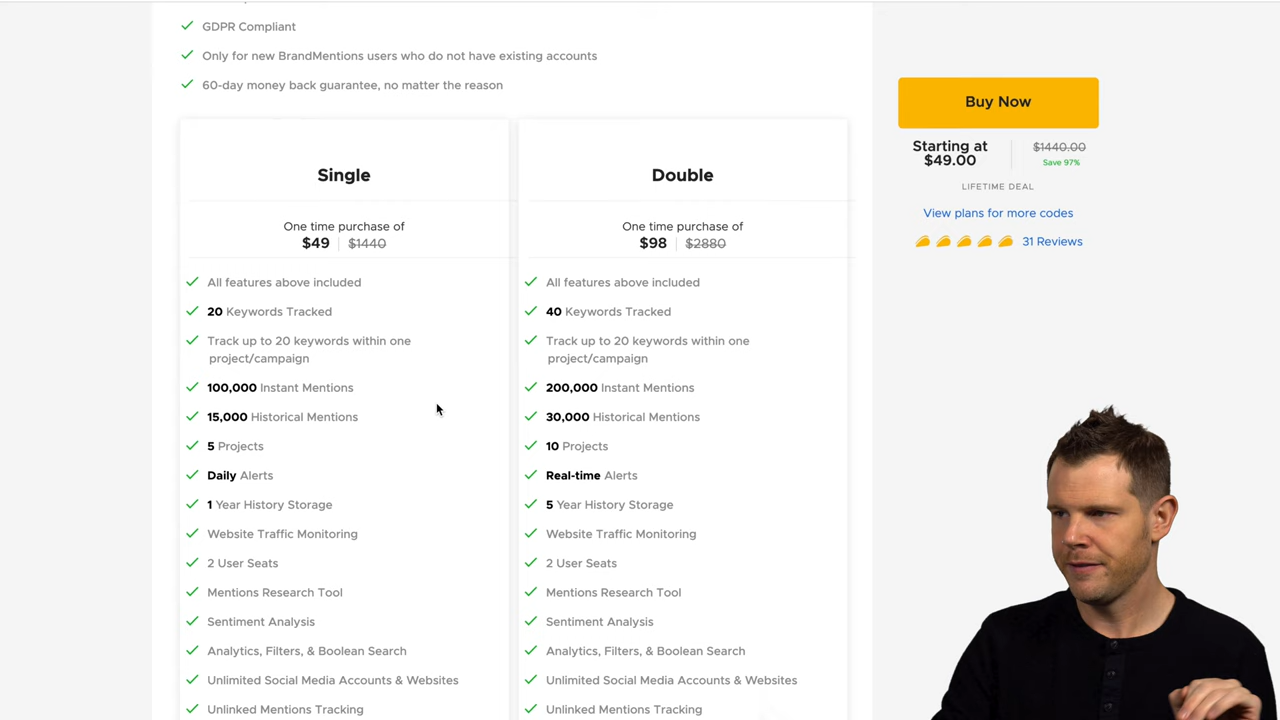 GDPR Compliant
Only for new BrandMentions users who do not have existing accounts
60-day money back guarantee, no matter the reason
Single
One time purchase of
$49 | $1440
All features above included
20 Keywords Tracked
Track up to 20 keywords within one
project/campaign
100,000 Instant Mentions
15,000 Historical Mentions
5 Projects
Daily Alerts
1 Year History Storage
Website Traffic Monitoring
2 User Seats
Mentions Research Tool
Sentiment Analysis
Analytics, Filters, & Boolean Search
Unlimited Social Media Accounts & Websites
Unlinked Mentions Tracking
Double
One time purchase of
$98 | $2880
All features above included
40 Keywords Tracked
Track up to 20 keywords within one
project/campaign
200,000 Instant Mentions
30,000 Historical Mentions
10 Projects
Real-time Alerts
5 Year History Storage
Website Traffic Monitoring
2 User Seats
Mentions Research Tool
Sentiment Analysis
Analytics, Filters, & Boolean Search
Unlimited Social Media Accounts & Websites
Unlinked Mentions Tracking
Buy Now
Starting at
$49.00
$1440.00
Save 97%
LIFETIME DEAL
View plans for more codes
31 Reviews